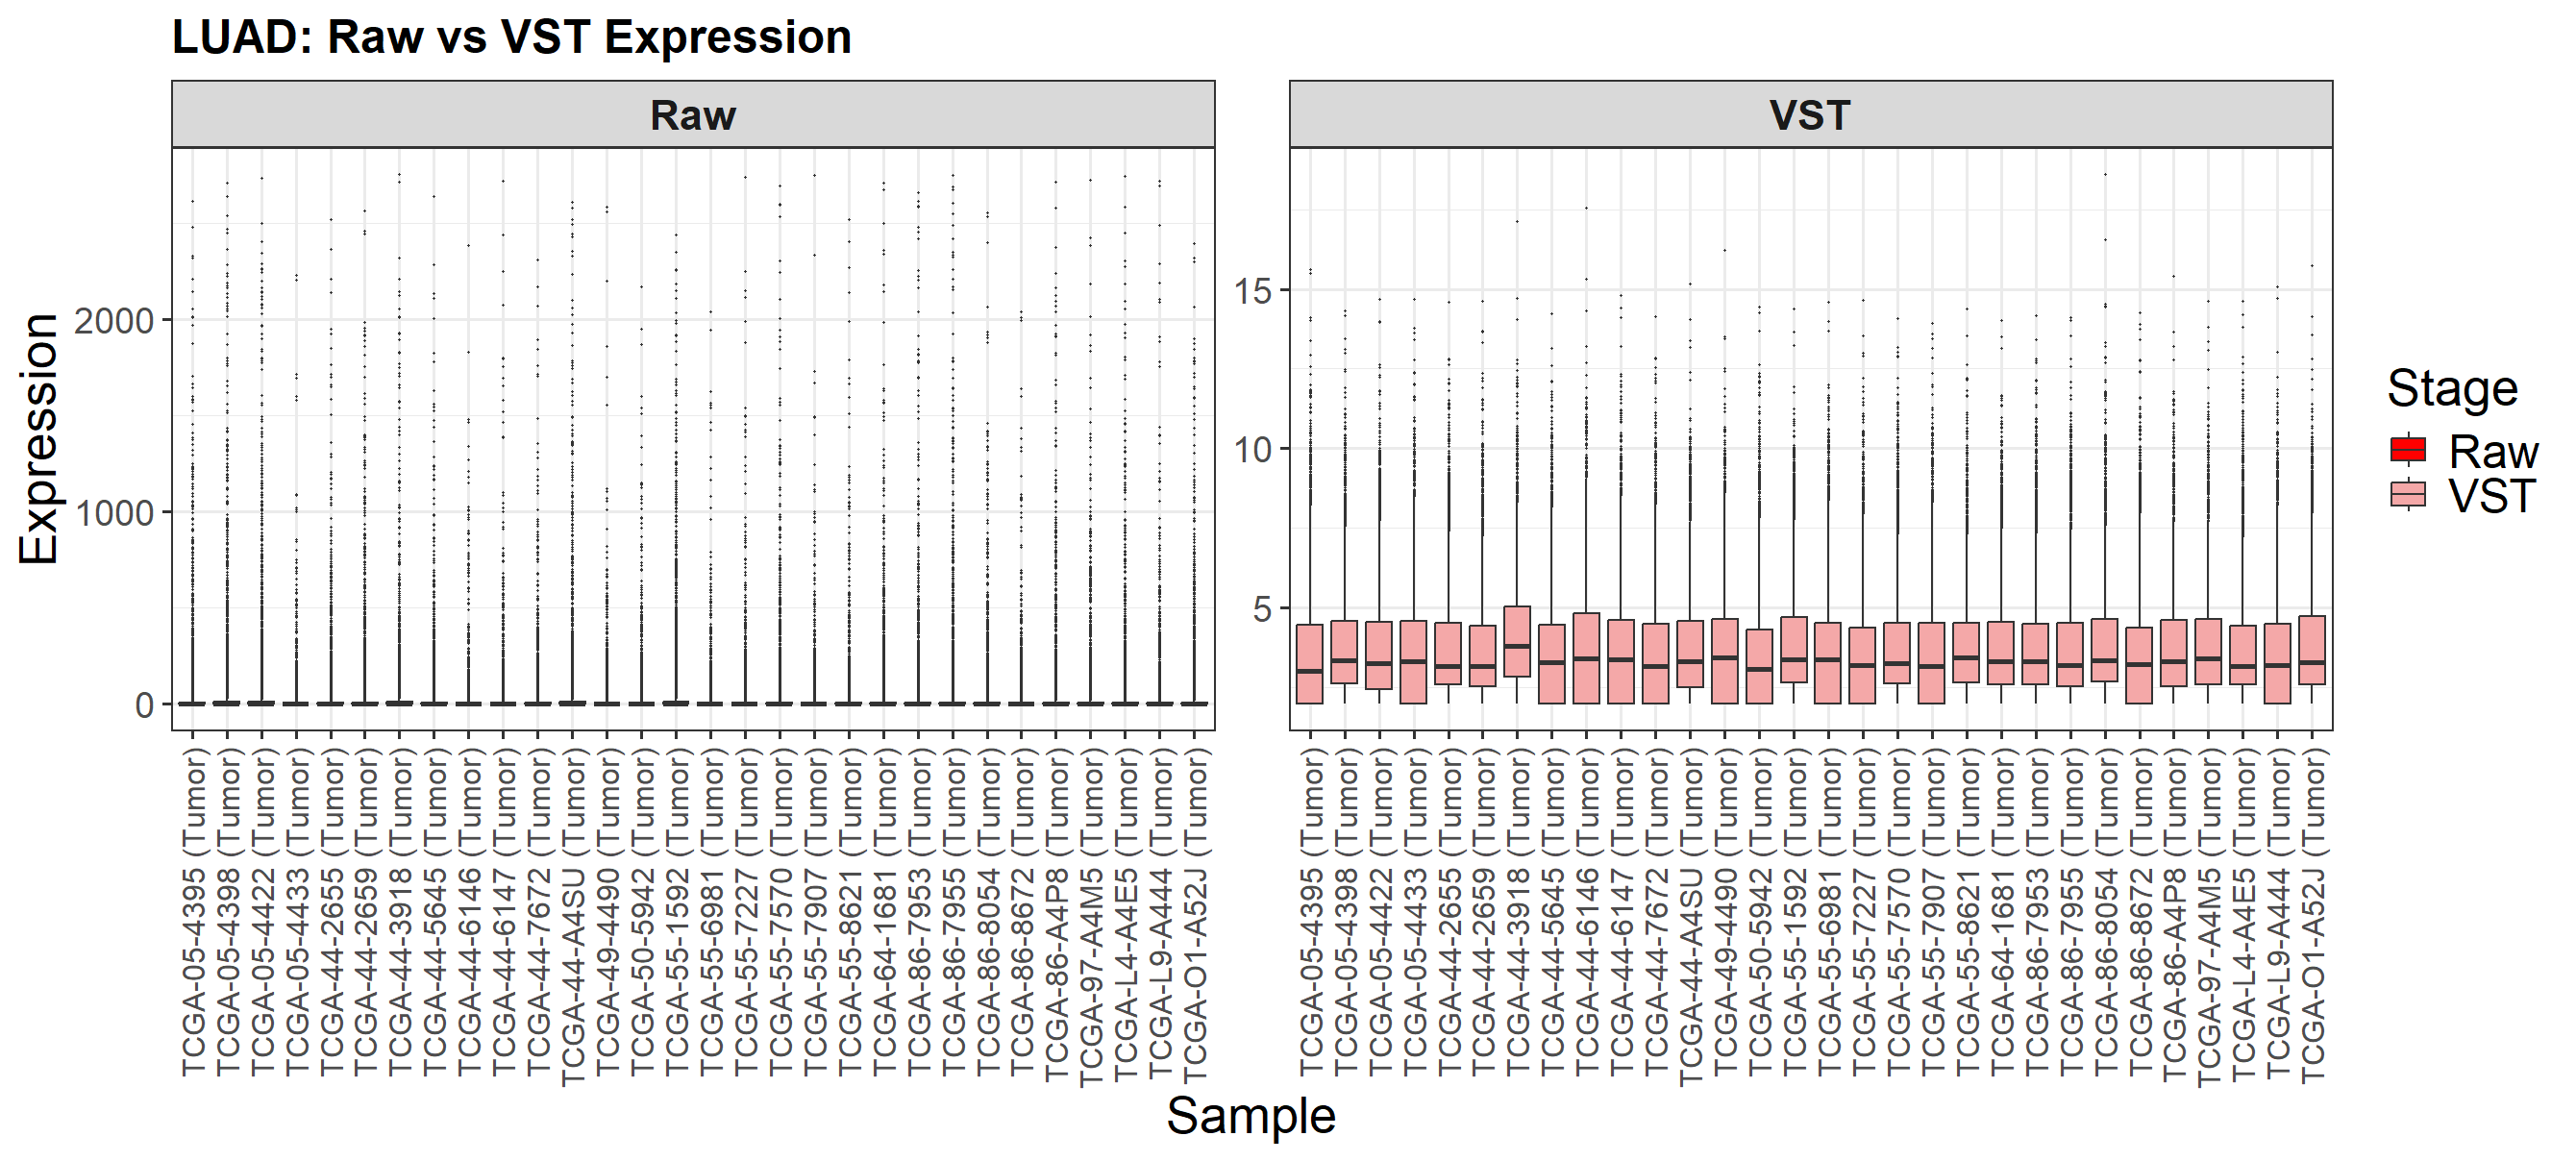 LUAD: Raw vs VST Expression
Raw
VST
Expression
2000
1000
0
15
10
5
TCGA-05-4395 (Tumor)
TCGA-05-4398 (Tumor)
TCGA-05-4422 (Tumor)
TCGA-05-4433 (Tumor)
TCGA-44-2655 (Tumor)
TCGA-44-2659 (Tumor)
TCGA-44-3918 (Tumor)
TCGA-44-5645 (Tumor)
TCGA-44-6146 (Tumor)
TCGA-44-6147 (Tumor)
TCGA-44-7672 (Tumor)
TCGA-44-A4SU (Tumor)
TCGA-49-4490 (Tumor)
TCGA-50-5942 (Tumor)
TCGA-55-1592 (Tumor)
TCGA-55-6981 (Tumor)
TCGA-55-7227 (Tumor)
TCGA-55-7570 (Tumor)
TCGA-55-7907 (Tumor)
TCGA-55-8621 (Tumor)
TCGA-64-1681 (Tumor)
TCGA-86-7953 (Tumor)
TCGA-86-7955 (Tumor)
TCGA-86-8054 (Tumor)
TCGA-86-8672 (Tumor)
TCGA-86-A4P8 (Tumor)
TCGA-97-A4M5 (Tumor)
TCGA-L4-A4E5 (Tumor)
TCGA-L9-A444 (Tumor)
TCGA-O1-A52J (Tumor)
TCGA-05-4395 (Tumor)
TCGA-05-4398 (Tumor)
TCGA-05-4422 (Tumor)
TCGA-05-4433 (Tumor)
TCGA-44-2655 (Tumor)
TCGA-44-2659 (Tumor)
TCGA-44-3918 (Tumor)
TCGA-44-5645 (Tumor)
TCGA-44-6146 (Tumor)
TCGA-44-6147 (Tumor)
TCGA-44-7672 (Tumor)
TCGA-44-A4SU (Tumor)
TCGA-49-4490 (Tumor)
TCGA-50-5942 (Tumor)
TCGA-55-1592 (Tumor)
TCGA-55-6981 (Tumor)
TCGA-55-7227 (Tumor)
TCGA-55-7570 (Tumor)
TCGA-55-7907 (Tumor)
TCGA-55-8621 (Tumor)
TCGA-64-1681 (Tumor)
TCGA-86-7953 (Tumor)
TCGA-86-7955 (Tumor)
TCGA-86-8054 (Tumor)
TCGA-86-8672 (Tumor)
TCGA-86-A4P8 (Tumor)
TCGA-97-A4M5 (Tumor)
TCGA-L4-A4E5 (Tumor)
TCGA-L9-A444 (Tumor)
TCGA-O1-A52J (Tumor)
Sample
Stage
Raw
VST